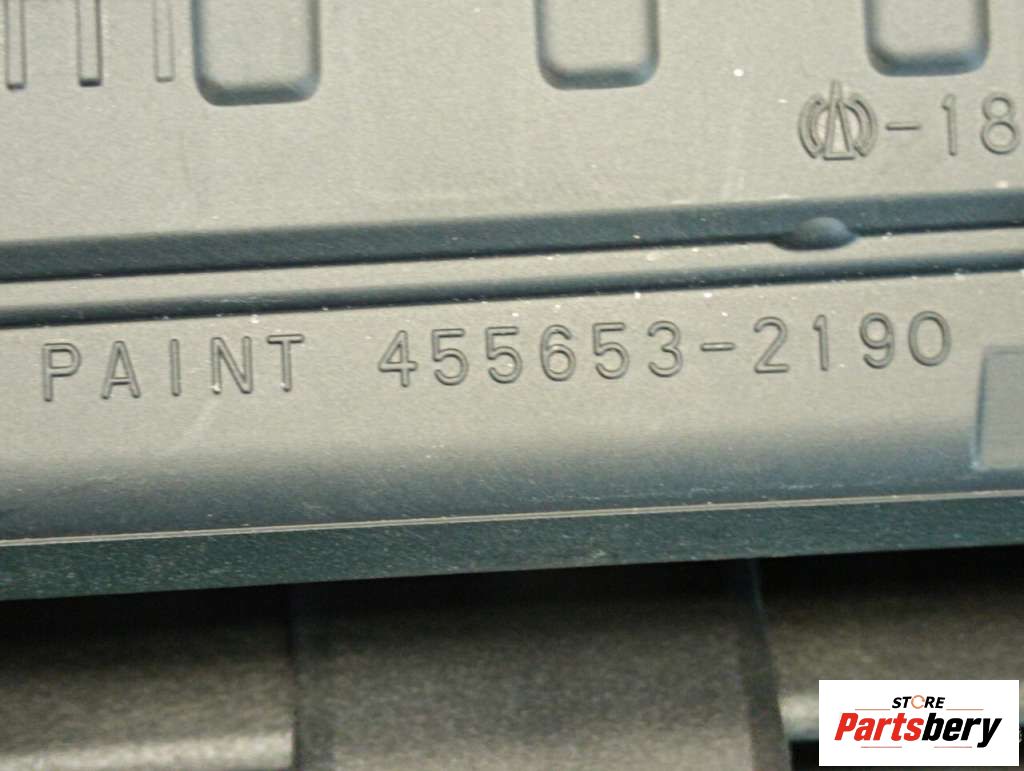 -18
PAINT 455653-2190
STORE
Partsbery